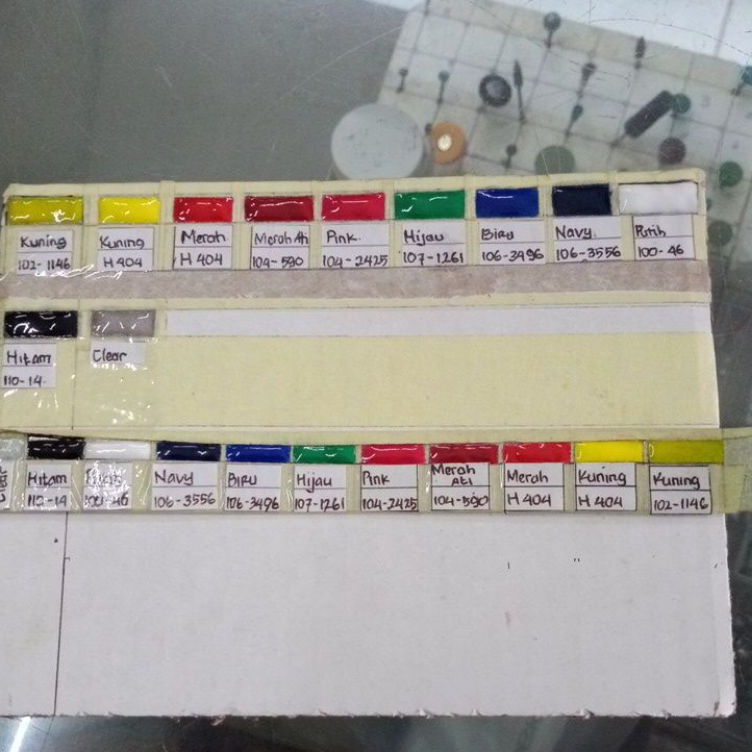 Kuning Kuning Merah Merah Ati Pink. Hijau Biru Navy. Putih
102-1146 H 404 H 404 104-590 104-2425 107-1261 106-3496 106-3556 100-46
Hitam Clear
110-14.
Hitam Putih Navy BIRU Hijau Pink Merah ATI Merah Kuning Kuning
110-14 100-46 106-3556 106-3496 107-1261 104-2425 104-590 H 404 H 404 102-1146